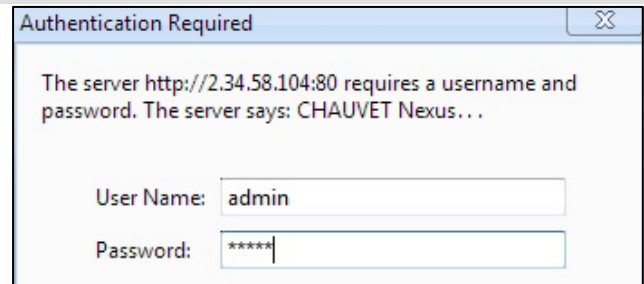 Authentication Required
The server http://2.34.58.104:80 requires a username and
password. The server says: CHAUVET Nexus...
User Name: admin
Password: *****